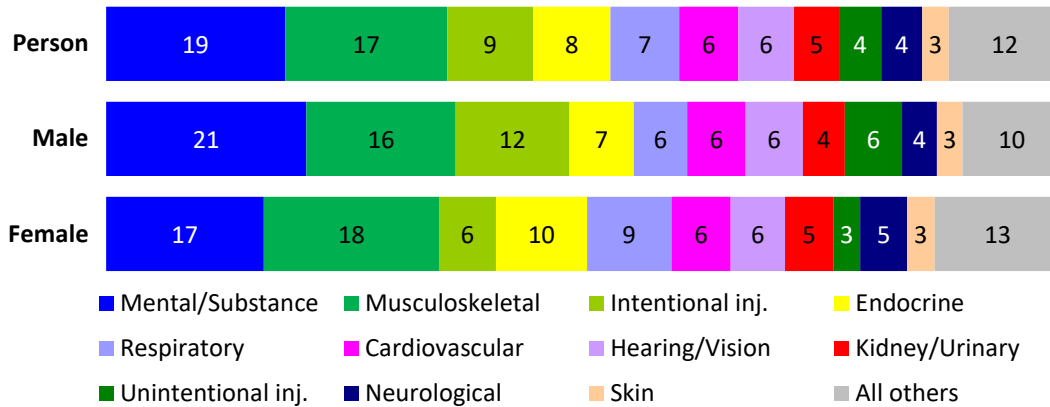 Person 19 17 9 8 7 6 6 5 4 4 3 12
Male 21 16 12 7 6 6 6 4 6 4 3 10
Female 17 18 6 10 9 6 6 5 3 5 3 13
Mental/Substance Musculoskeletal Intentional inj. Endocrine
Respiratory Cardiovascular Hearing/Vision Kidney/Urinary
Unintentional inj. Neurological Skin All others